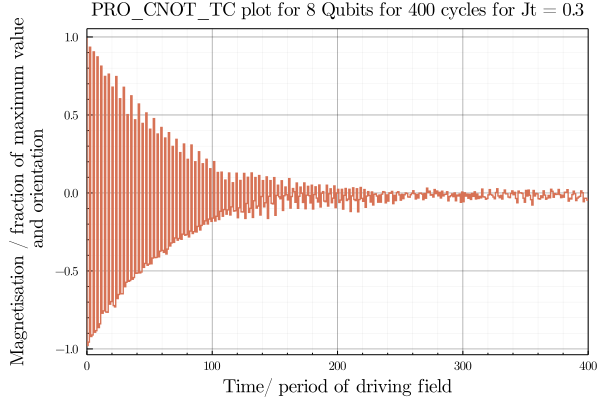 PRO_CNOT_TC plot for 8 Qubits for 400 cycles for Jt = 0.3
Magnetisation / fraction of maximum value
and orientation
1.0
0.5
0.0
−0.5
−1.0
0 100 200 300 400
Time/ period of driving field